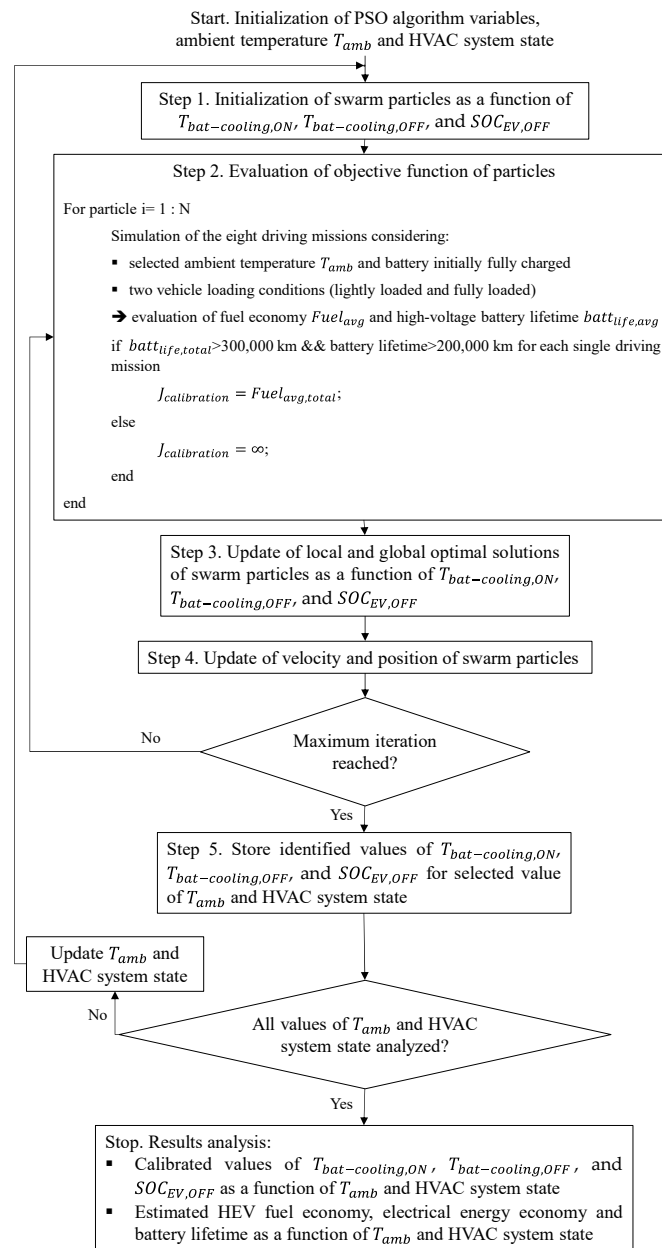 Start. Initialization of PSO algorithm variables,
ambient temperature T_amb and HVAC system state
Step 1. Initialization of swarm particles as a function of
T_bat−cooling,ON, T_bat−cooling,OFF, and SOC_EV,OFF
Step 2. Evaluation of objective function of particles
For particle i= 1 : N
Simulation of the eight driving missions considering:
▪ selected ambient temperature T_amb and battery initially fully charged
▪ two vehicle loading conditions (lightly loaded and fully loaded)
➔ evaluation of fuel economy Fuel_avg and high-voltage battery lifetime batt_life,avg
if batt_life,total>300,000 km && battery lifetime>200,000 km for each single driving
mission
J_calibration = Fuel_avg,total;
else
J_calibration = ∞;
end
end
Step 3. Update of local and global optimal solutions
of swarm particles as a function of T_bat−cooling,ON,
T_bat−cooling,OFF, and SOC_EV,OFF
Step 4. Update of velocity and position of swarm particles
No
Maximum iteration
reached?
Yes
Step 5. Store identified values of T_bat−cooling,ON,
T_bat−cooling,OFF, and SOC_EV,OFF for selected value
of T_amb and HVAC system state
Update T_amb and
HVAC system state
No
All values of T_amb and HVAC
system state analyzed?
Yes
Stop. Results analysis:
▪ Calibrated values of T_bat−cooling,ON, T_bat−cooling,OFF, and
SOC_EV,OFF as a function of T_amb and HVAC system state
▪ Estimated HEV fuel economy, electrical energy economy and
battery lifetime as a function of T_amb and HVAC system state